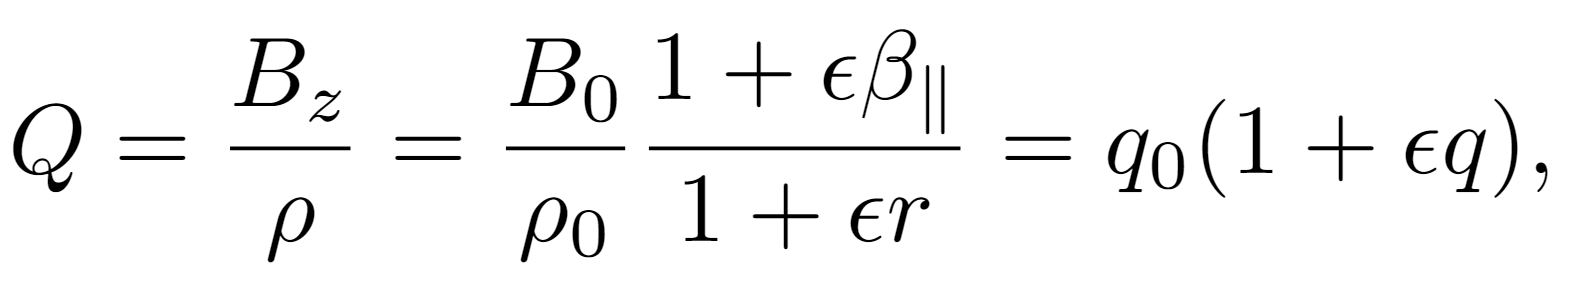 Q = \frac{B_z}{\rho} = \frac{B_0}{\rho_0} \frac{1 + \epsilon\beta_{\parallel}}{1 + \epsilon r} = q_0(1 + \epsilon q),